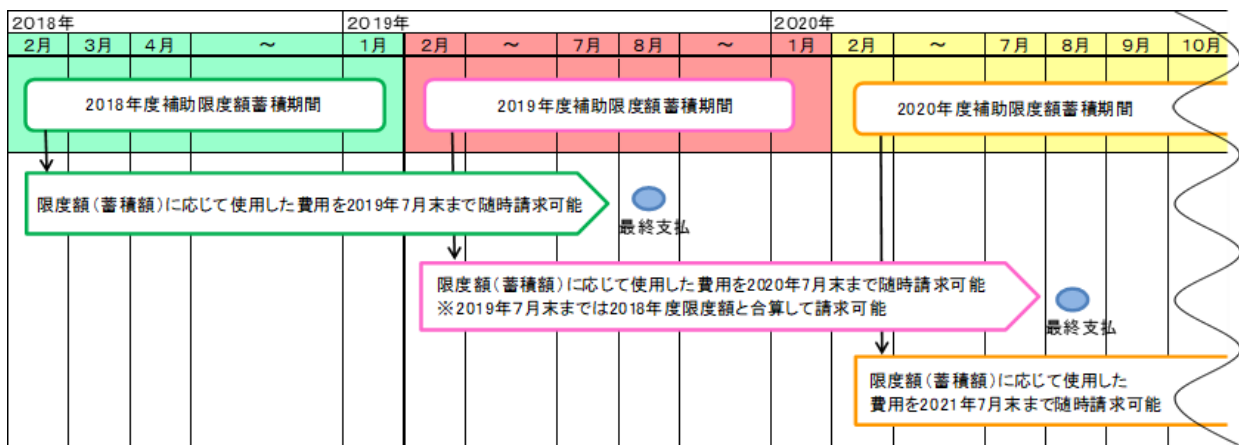 2018年 2019年 2020年
2月 3月 4月 ～ 1月 2月 ～ 7月 8月 ～ 1月 2月 ～ 7月 8月 9月 10月
2018年度補助限度額蓄積期間 2019年度補助限度額蓄積期間 2020年度補助限度額蓄積期間
限度額(蓄積額)に応じて使用した費用を2019年7月末まで随時請求可能
最終支払
限度額(蓄積額)に応じて使用した費用を2020年7月末まで随時請求可能
※2019年7月末までは2018年度限度額と合算して請求可能
最終支払
限度額(蓄積額)に応じて使用した
費用を2021年7月末まで随時請求可能